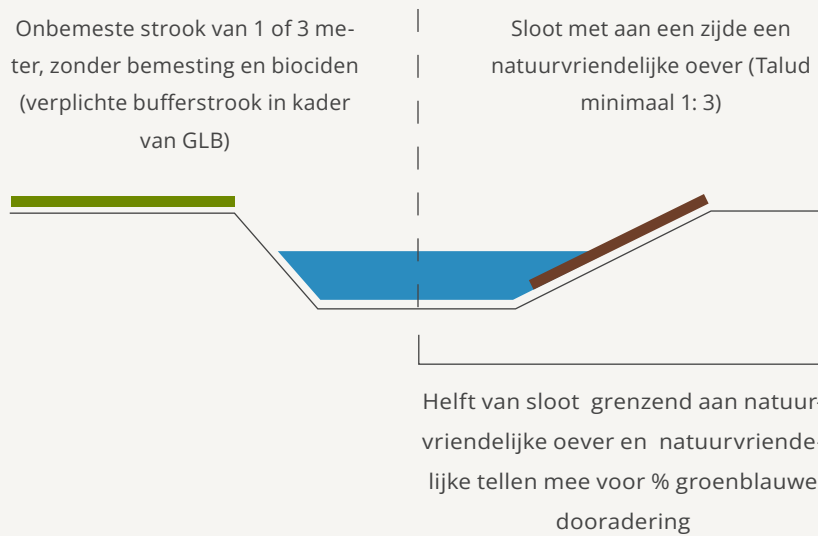 Onbemeste strook van 1 of 3 me-
ter, zonder bemesting en biociden
(verplichte bufferstrook in kader
van GLB)
Sloot met aan een zijde een
natuurvriendelijke oever (Talud
minimaal 1: 3)
Helft van sloot grenzend aan natuur-
vriendelijke oever en natuurvriende-
lijke tellen mee voor % groenblauwe
dooradering